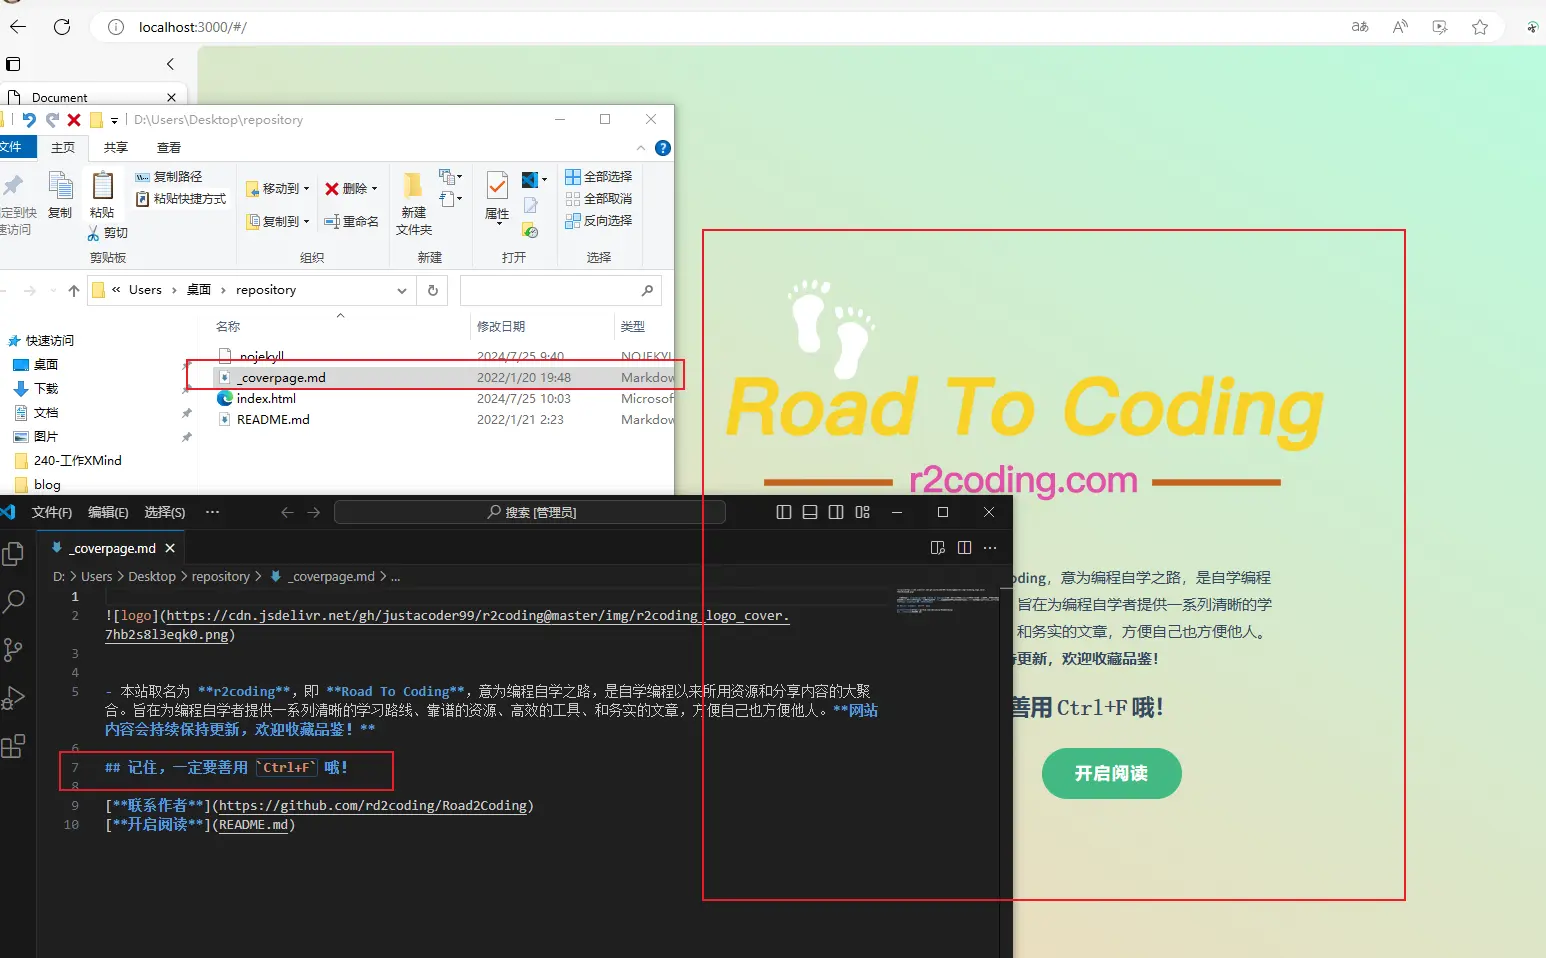 localhost:3000/#/
Document
D:\Users\Desktop\repository
文件 主页 共享 查看
复制
粘贴
复制路径
粘贴快捷方式
剪切
剪贴板
移动到
复制到
删除
重命名
组织
新建
文件夹
新建
属性
打开
全部选择
全部取消
反向选择
选择
« Users › 桌面 › repository
名称 修改日期 类型
.nojekyll 2024/7/25 9:40
_coverpage.md 2022/1/20 19:48
index.html 2024/7/25 10:03
README.md 2022/1/21 2:23
快速访问
桌面
下载
文档
图片
240-工作XMind
blog
Road To Coding
r2coding.com
，意为编程自学之路，是自学编程
旨在为编程自学者提供一系列清晰的学
和务实的文章，方便自己也方便他人。
更新，欢迎收藏品鉴！
善用 Ctrl+F 哦！
开启阅读
文件(F) 编辑(E) 选择(S) ···
搜索 [管理员]
_coverpage.md
D: > Users > Desktop > repository > _coverpage.md > ...
1
2 ![logo](https://cdn.jsdelivr.net/gh/justacoder99/r2coding@master/img/r2coding_logo_cover.
7hb2s8l3eqk0.png)
3
4
5 - 本站取名为 **r2coding**，即 **Road To Coding**，意为编程自学之路，是自学编程以来所用资源和分享内容的大聚
合。旨在为编程自学者提供一系列清晰的学习路线、靠谱的资源、高效的工具、和务实的文章，方便自己也方便他人。**网站
内容会持续保持更新，欢迎收藏品鉴！**
6
7 ## 记住，一定要善用 `Ctrl+F` 哦！
8
9 [**联系作者**](https://github.com/rd2coding/Road2Coding)
10 [**开启阅读**](README.md)